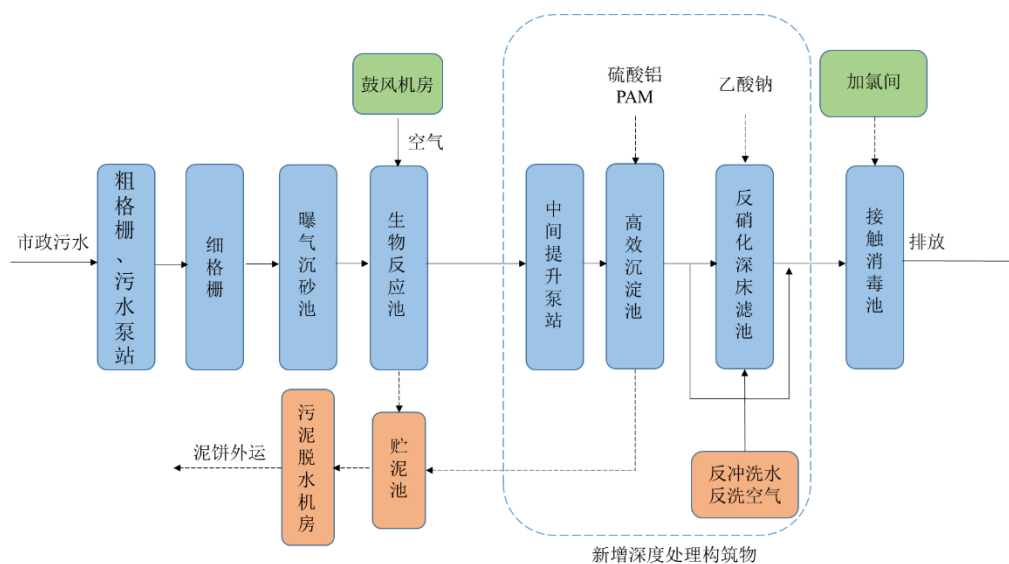 鼓风机房
硫酸铝
PAM
乙酸钠
加氯间
空气
市政污水
粗格栅、污水泵站
细格栅
曝气沉砂池
生物反应池
中间提升泵站
高效沉淀池
反硝化深床滤池
接触消毒池
排放
泥饼外运
污泥脱水机房
贮泥池
反冲洗水
反洗空气
新增深度处理构筑物